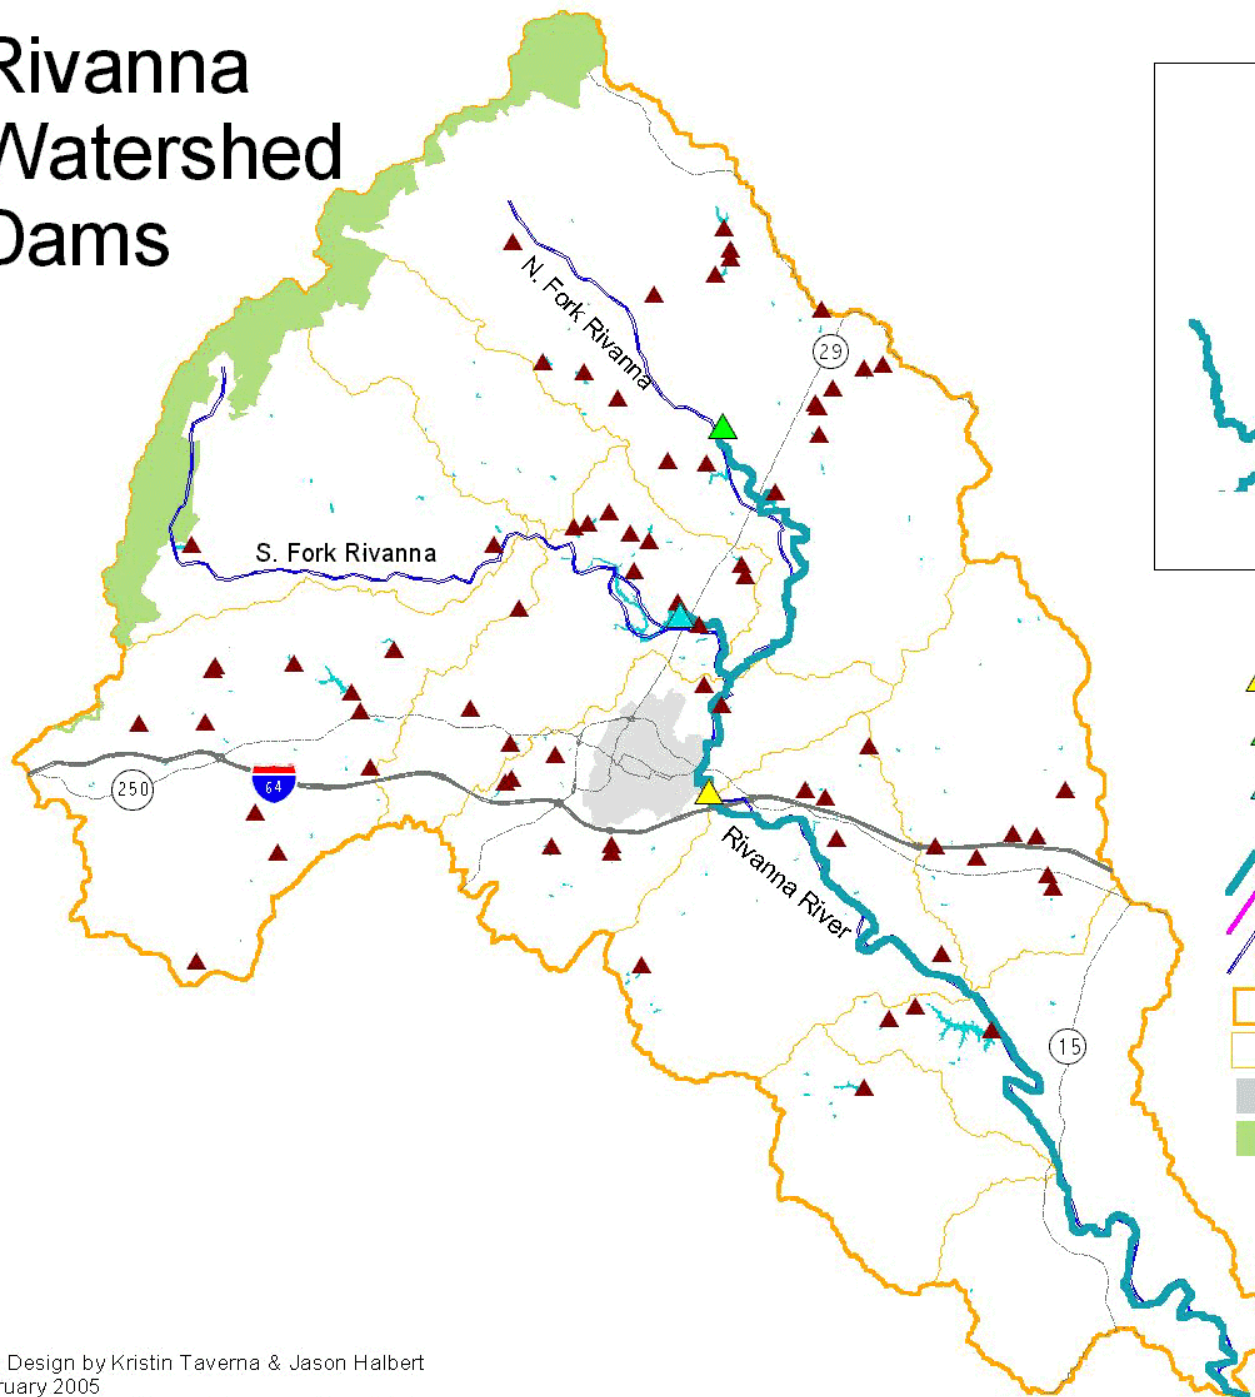 Rivanna
Watershed
Dams
N. Fork Rivanna
29
S. Fork Rivanna
250
64
Rivanna River
15
Design by Kristin Taverna & Jason Halbert
ruary 2005